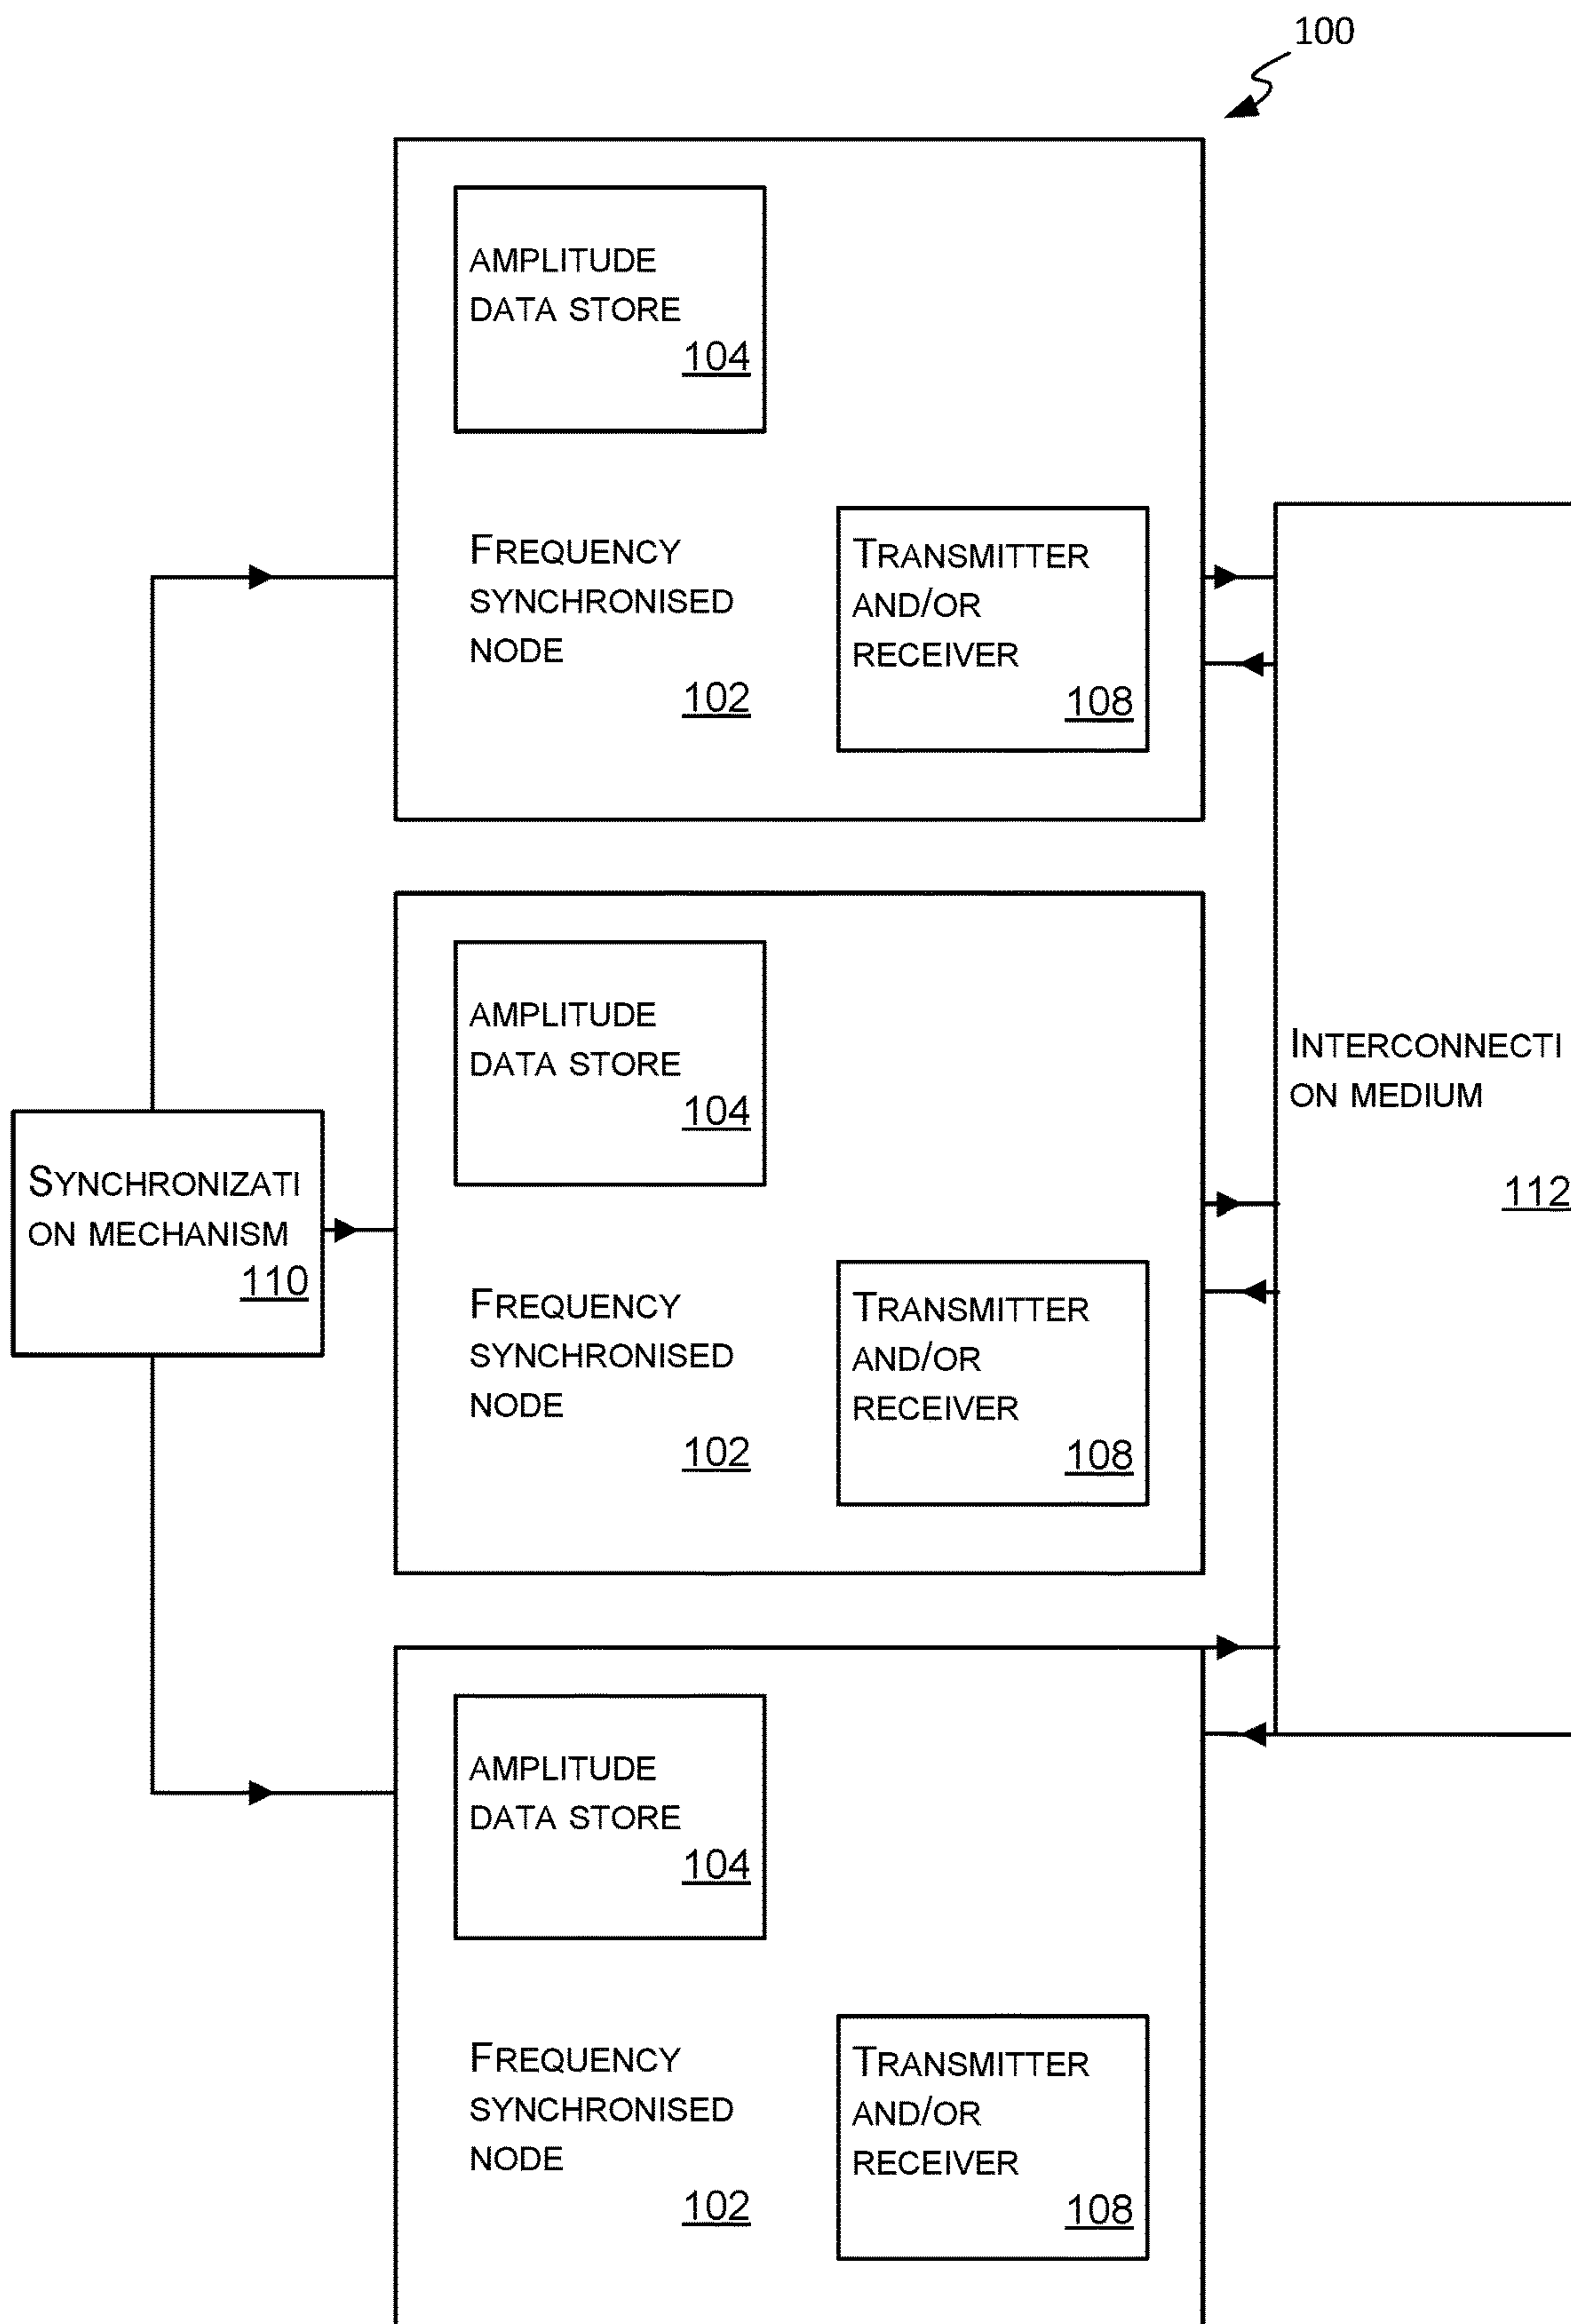 100
AMPLITUDE
DATA STORE
104
FREQUENCY
SYNCHRONISED
NODE
102
TRANSMITTER
AND/OR
RECEIVER
108
AMPLITUDE
DATA STORE
104
INTERCONNECTI
ON MEDIUM
112
SYNCHRONIZATI
ON MECHANISM
110
FREQUENCY
SYNCHRONISED
NODE
102
TRANSMITTER
AND/OR
RECEIVER
108
AMPLITUDE
DATA STORE
104
FREQUENCY
SYNCHRONISED
NODE
102
TRANSMITTER
AND/OR
RECEIVER
108